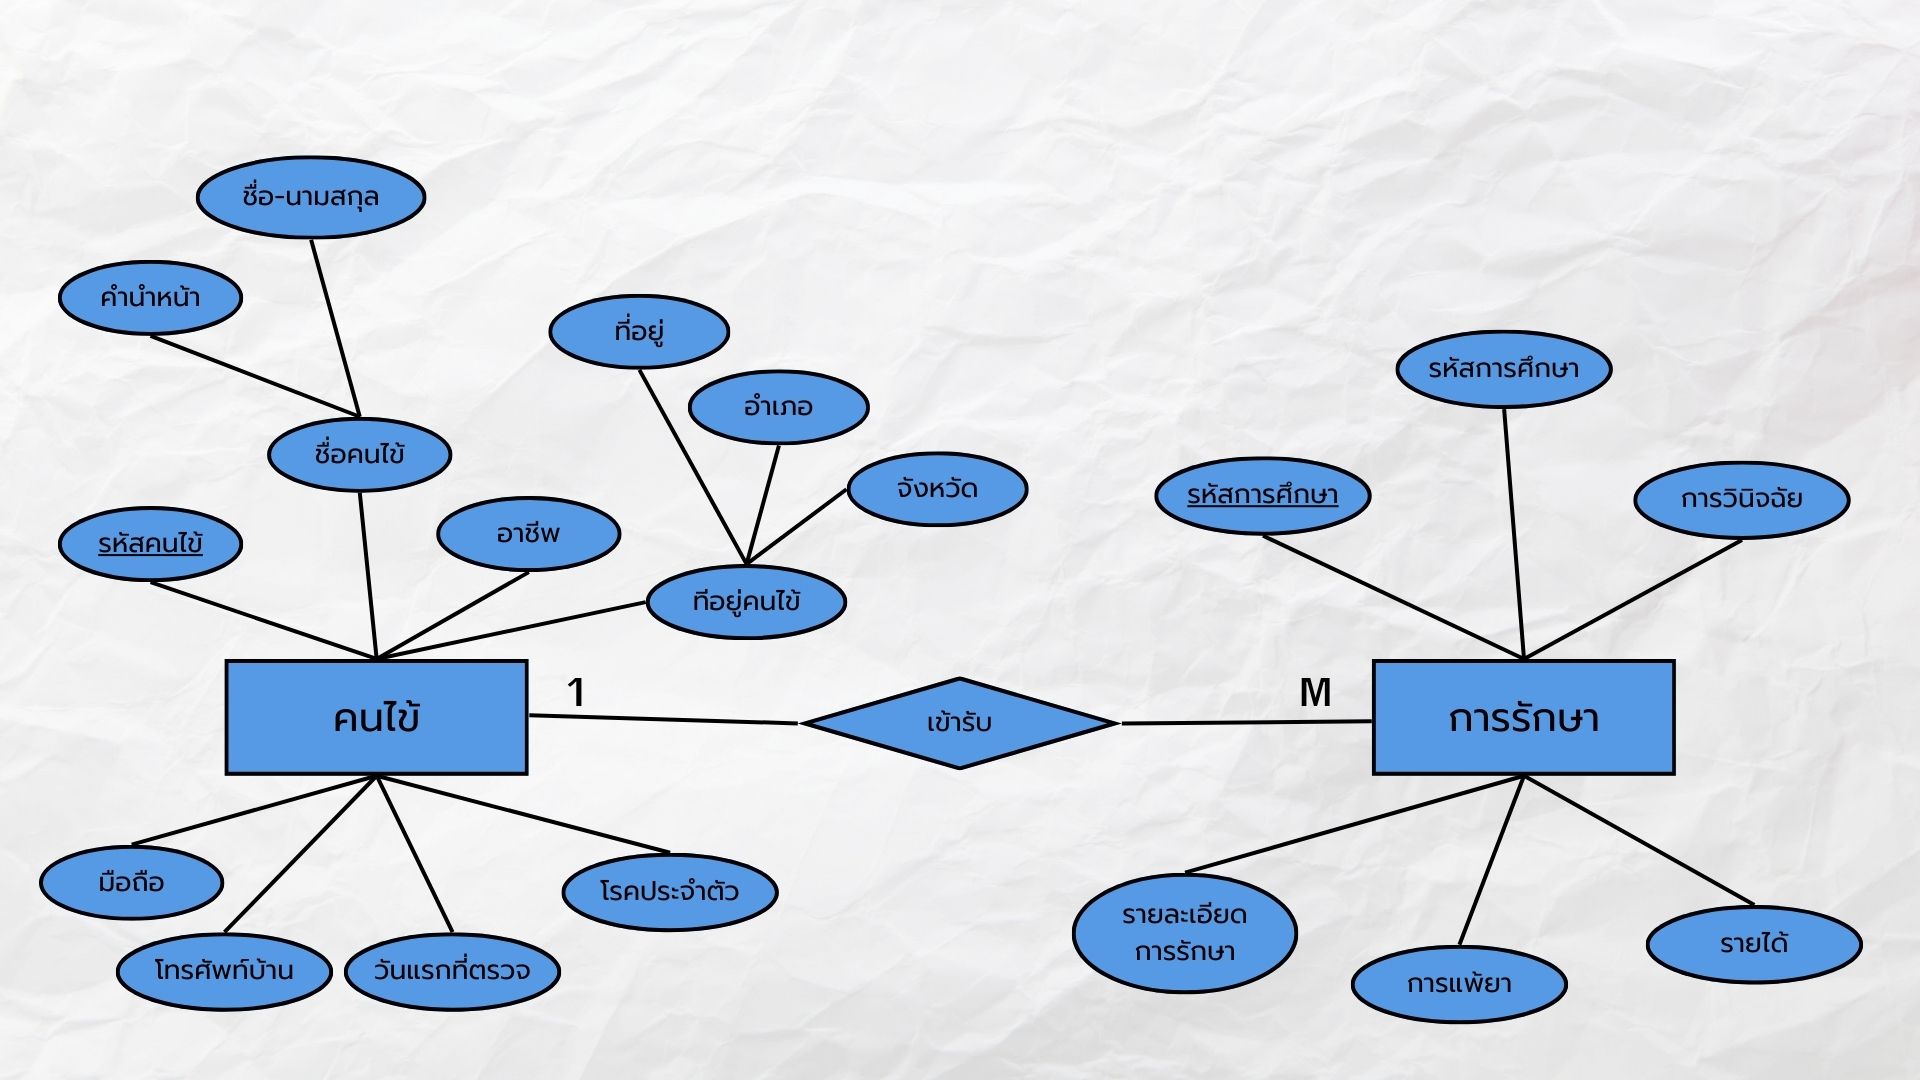 ชื่อ-นามสกุล
คำนำหน้า
ที่อยู่
รหัสการศึกษา
อำเภอ
ชื่อคนไข้
จังหวัด
รหัสการศึกษา
การวินิจฉัย
อาชีพ
รหัสคนไข้
ทีอยู่คนไข้
1
M
คนไข้
เข้ารับ
การรักษา
มือถือ
โรคประจำตัว
รายละเอียด
การรักษา
รายได้
โทรศัพท์บ้าน
วันแรกที่ตรวจ
การแพ้ยา